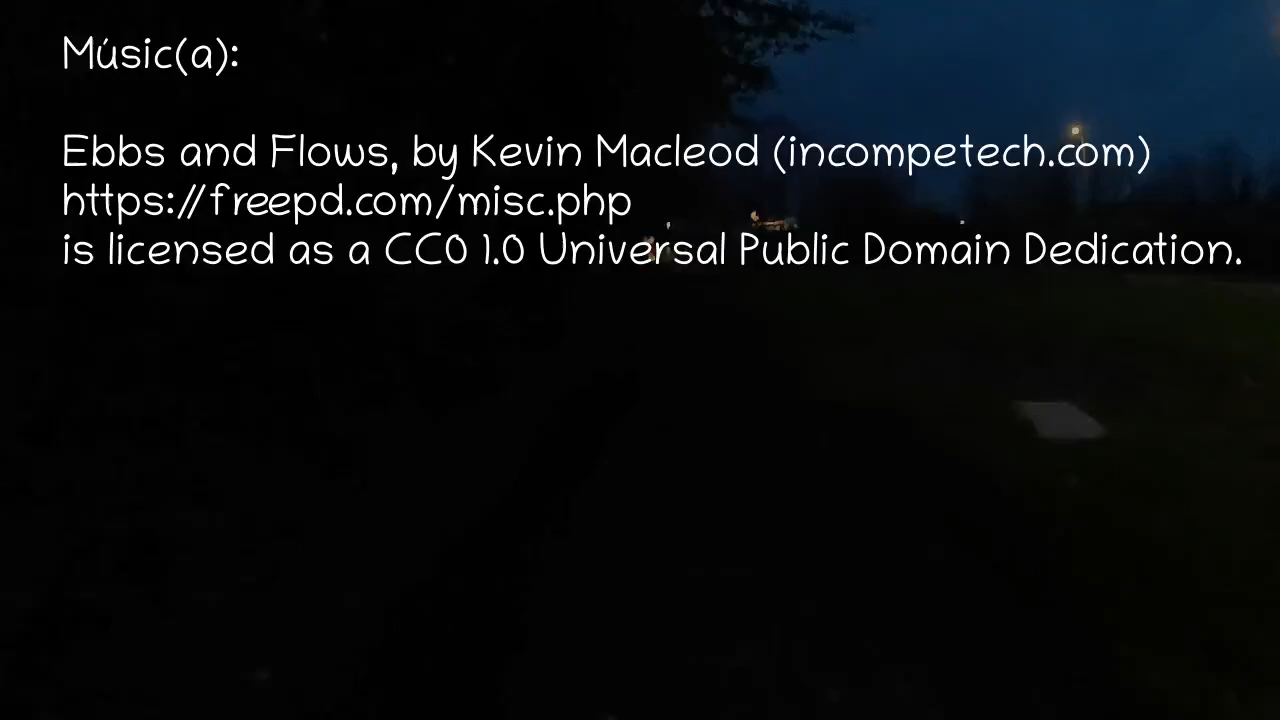 Músic(a):
Ebbs and Flows, by Kevin Macleod (incompetech.com)
https://freepd.com/misc.php
is licensed as a CC0 1.0 Universal Public Domain Dedication.